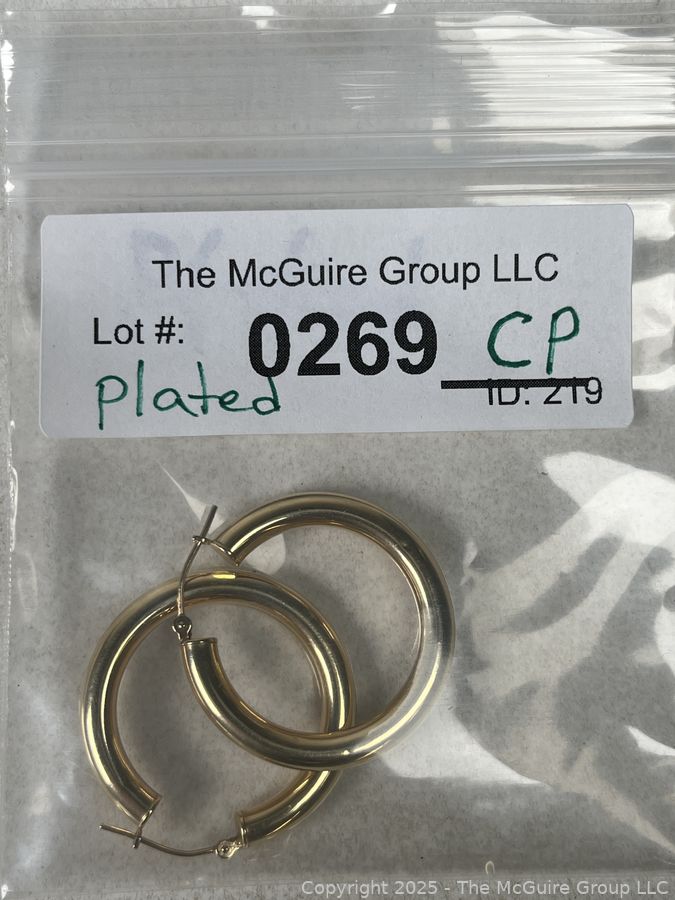 The McGuire Group LLC
Lot #: 0269 CP
Plated ID: 219
Copyright 2025 - The McGuire Group LLC